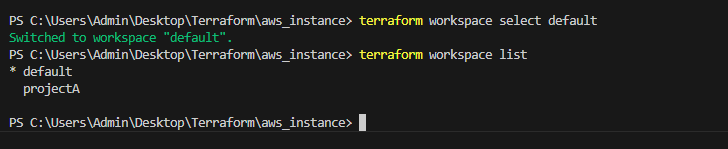 PS C:\Users\Admin\Desktop\Terraform\aws_instance> terraform workspace select default
Switched to workspace "default".
PS C:\Users\Admin\Desktop\Terraform\aws_instance> terraform workspace list
* default
  projectA
PS C:\Users\Admin\Desktop\Terraform\aws_instance>